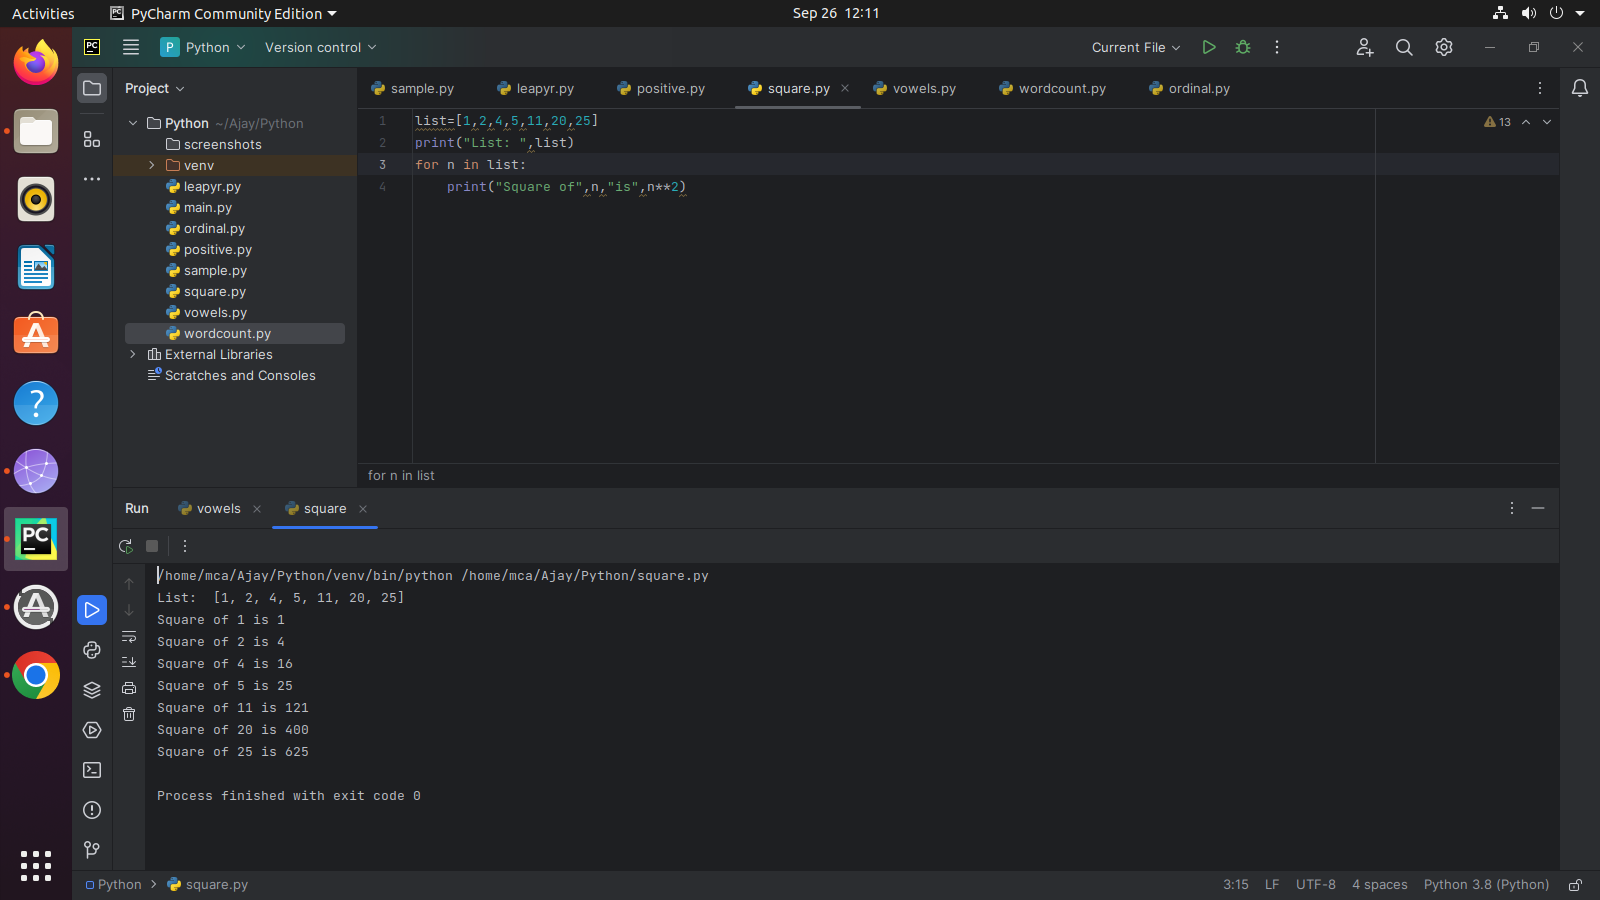 Activities PyCharm Community Edition Sep 26 12:11
PC P Python Version control Current File
Project sample.py leapyr.py positive.py square.py vowels.py wordcount.py ordinal.py
Python ~/Ajay/Python
screenshots
venv
leapyr.py
main.py
ordinal.py
positive.py
sample.py
square.py
vowels.py
wordcount.py
External Libraries
Scratches and Consoles
1 list=[1,2,4,5,11,20,25] 13
2 print("List: ",list)
3 for n in list:
4 print("Square of",n,"is",n**2)
for n in list
Run vowels square
PC
/home/mca/Ajay/Python/venv/bin/python /home/mca/Ajay/Python/square.py
List:  [1, 2, 4, 5, 11, 20, 25]
Square of 1 is 1
Square of 2 is 4
Square of 4 is 16
Square of 5 is 25
Square of 11 is 121
Square of 20 is 400
Square of 25 is 625
Process finished with exit code 0
Python square.py 3:15 LF UTF-8 4 spaces Python 3.8 (Python)